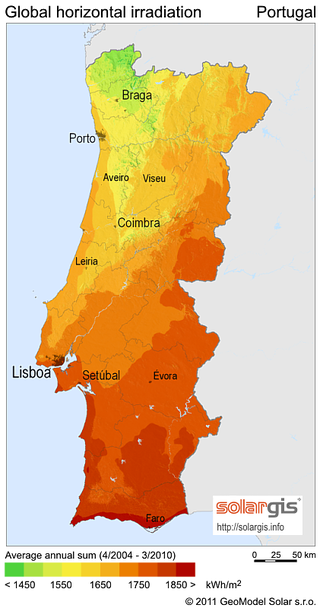 Global horizontal irradiation Portugal
Braga
Porto
Aveiro Viseu
Coimbra
Leiria
Lisboa Setúbal Évora
solargis
http://solargis.info
Faro
Average annual sum (4/2004 - 3/2010) 0 25 50 km
< 1450 1550 1650 1750 1850 > kWh/m²
© 2011 GeoModel Solar s.r.o.